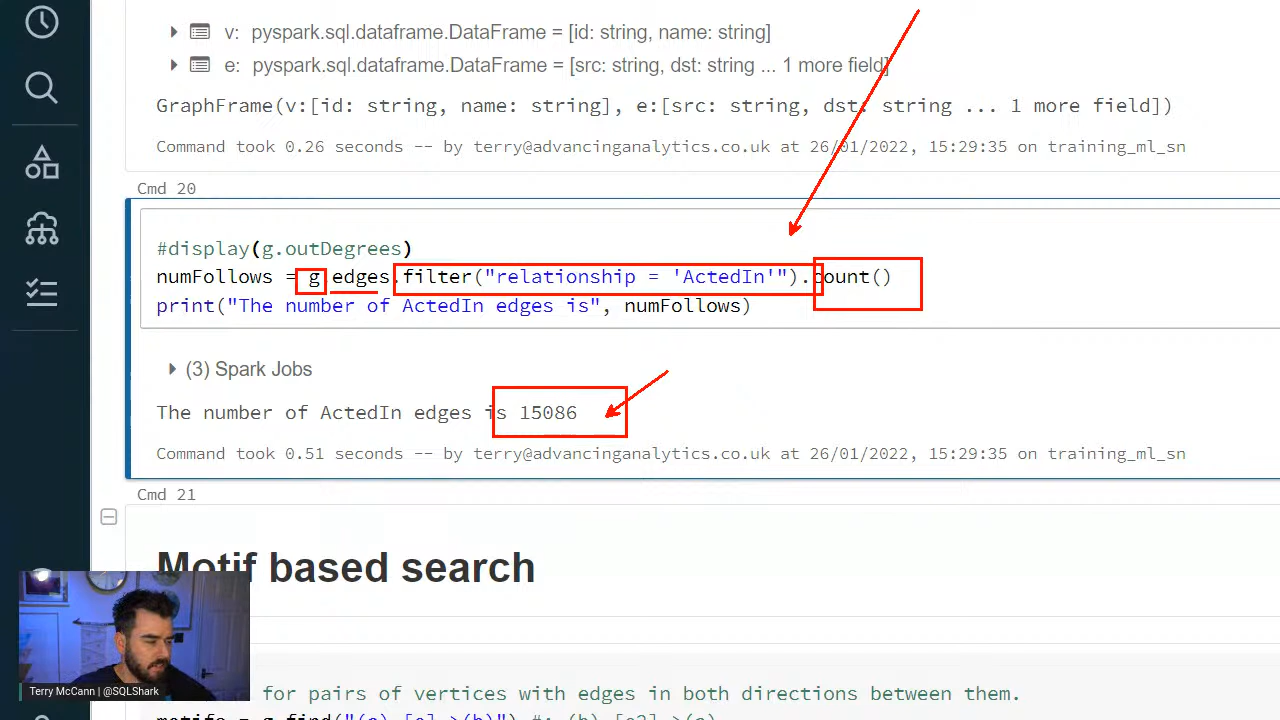 v: pyspark.sql.dataframe.DataFrame = [id: string, name: string]
e: pyspark.sql.dataframe.DataFrame = [src: string, dst: string ... 1 more field]
GraphFrame(v:[id: string, name: string], e:[src: string, dst: string ... 1 more field])
Command took 0.26 seconds -- by terry@advancinganalytics.co.uk at 26/01/2022, 15:29:35 on training_ml_sn
Cmd 20
#display(g.outDegrees)
numFollows = g.edges.filter("relationship = 'ActedIn'").count()
print("The number of ActedIn edges is", numFollows)
(3) Spark Jobs
The number of ActedIn edges is 15086
Command took 0.51 seconds -- by terry@advancinganalytics.co.uk at 26/01/2022, 15:29:35 on training_ml_sn
Cmd 21
Motif based search
for pairs of vertices with edges in both directions between them.
motifs = g.find("(a)-[e]->(b)") #; (b)-[e2]->(a)
Terry McCann | @SQLShark